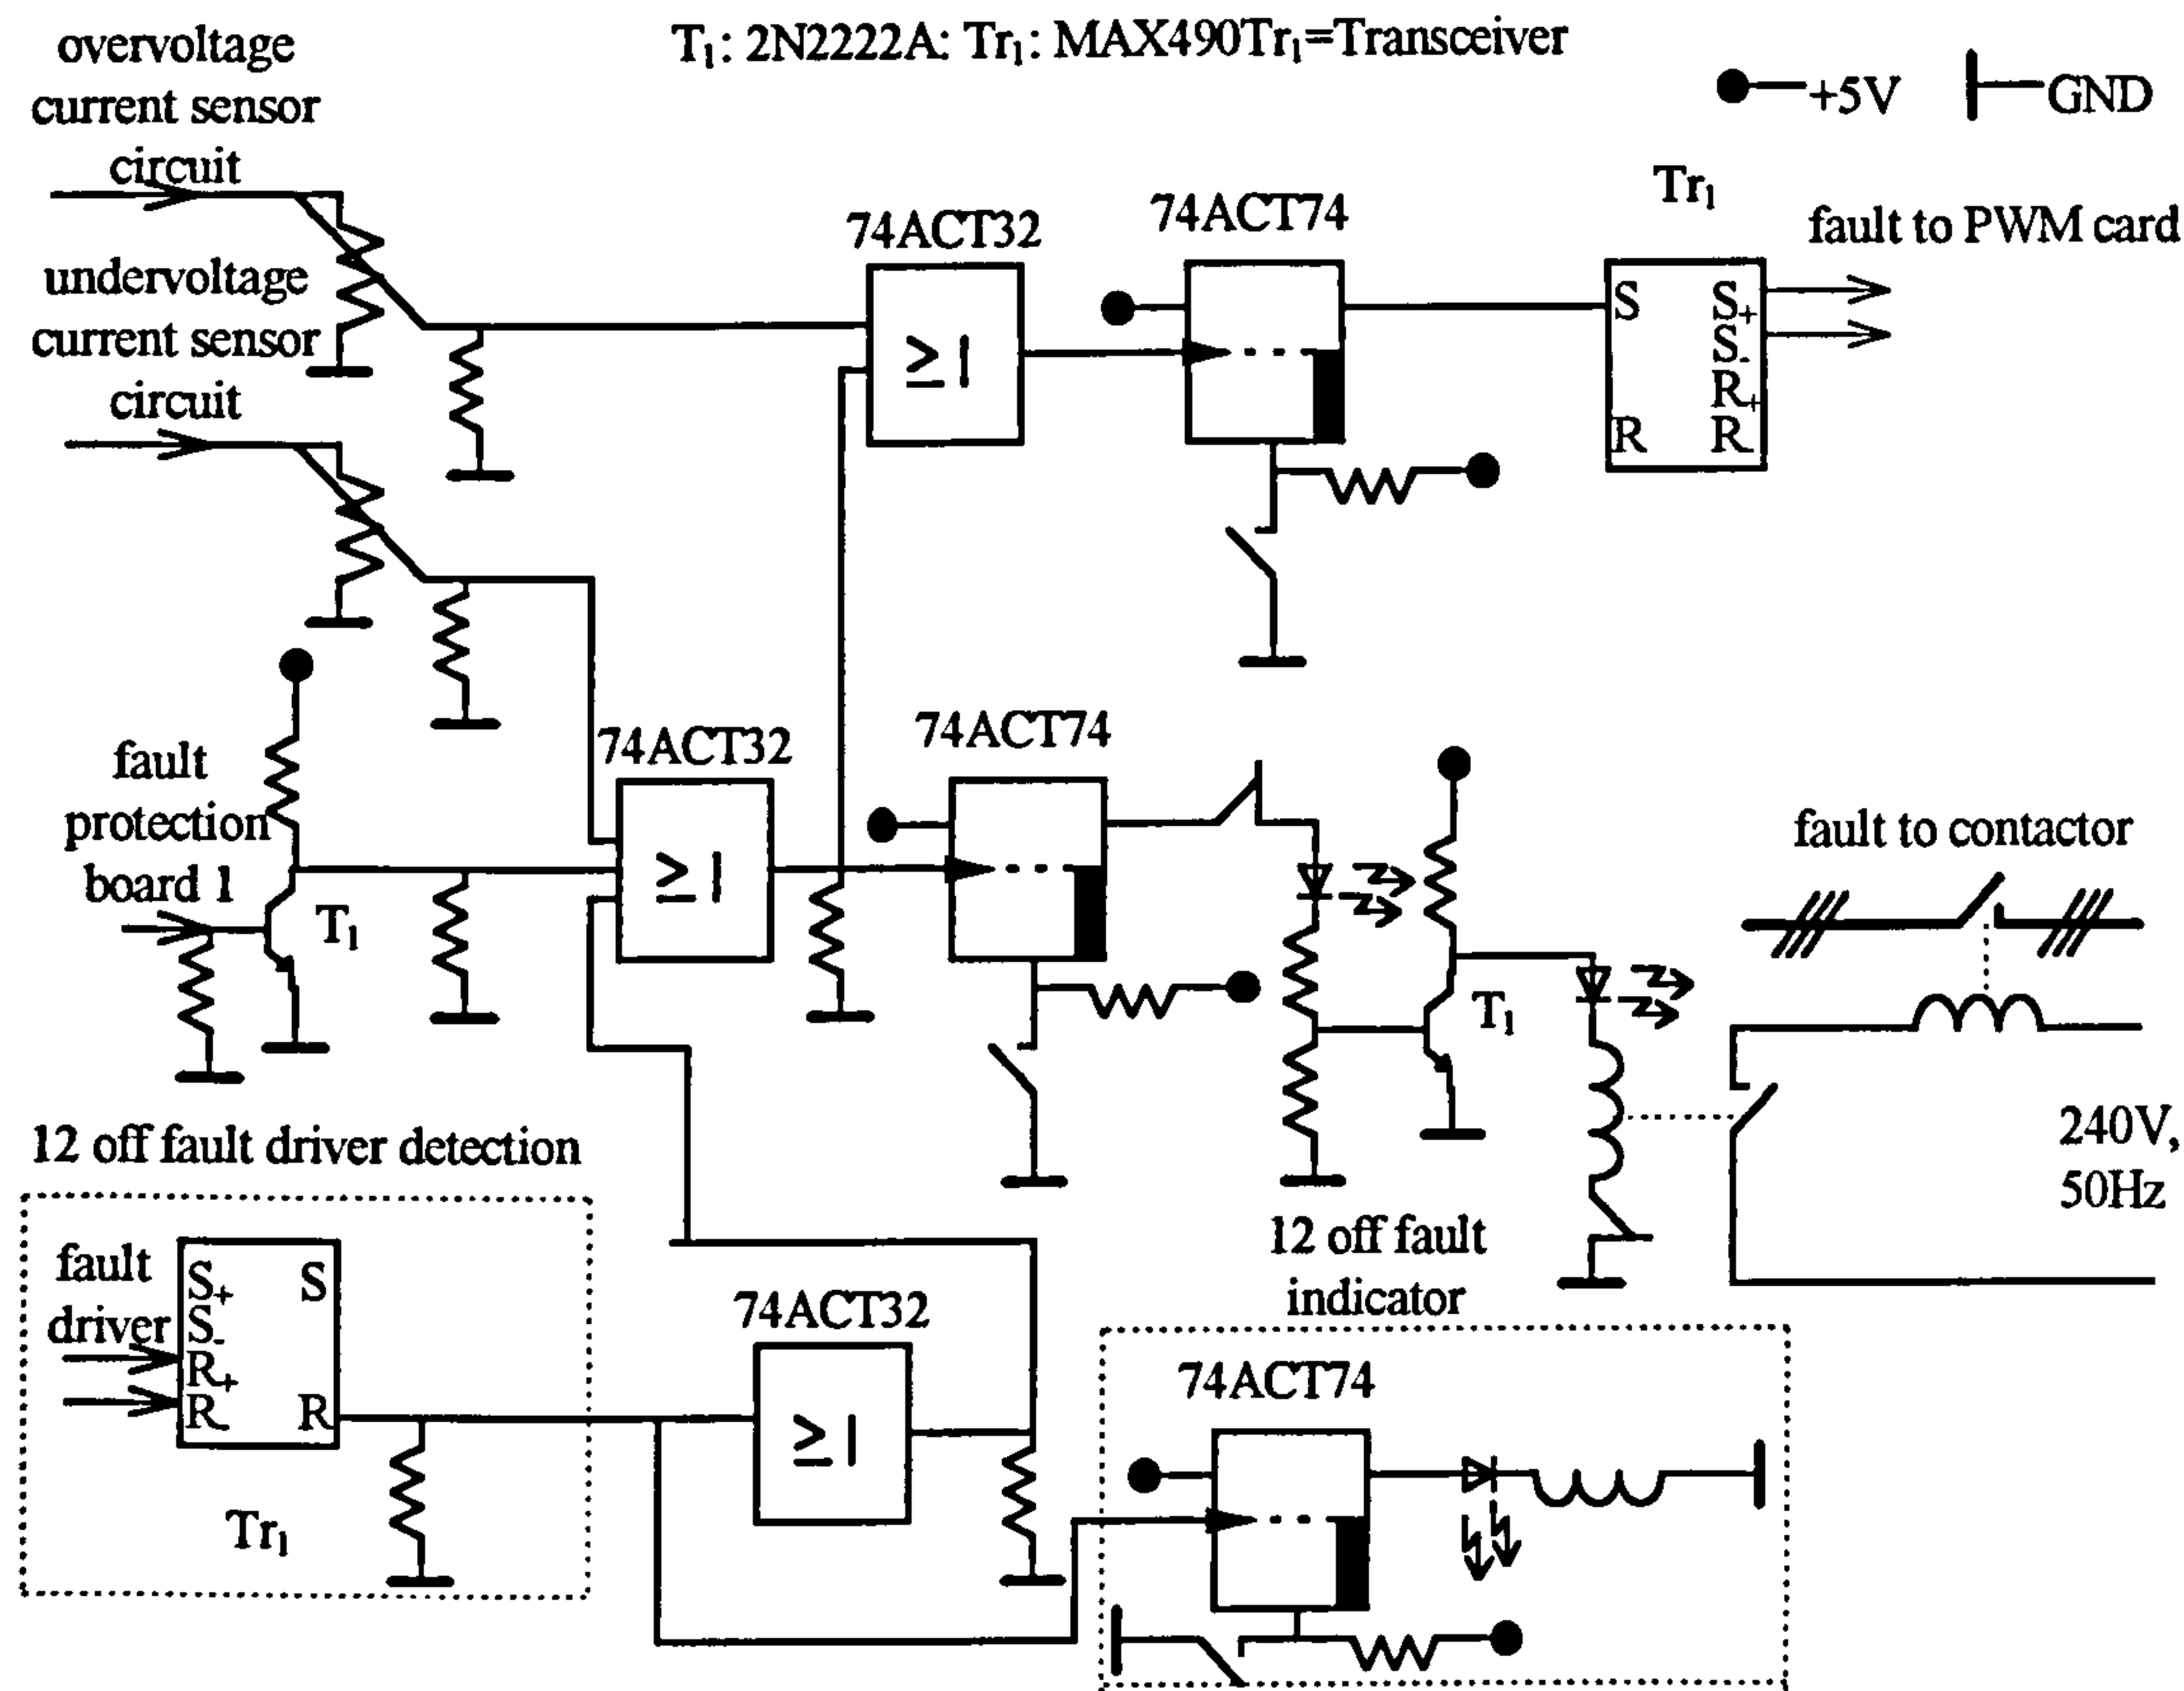 T₁: 2N2222A: Tr₁: MAX490Tr₁=Transceiver
+5V
GND
overvoltage
current sensor
circuit
undervoltage
current sensor
circuit
74ACT32
≥1
74ACT74
Tr₁
S
R
S₊
S₋
R₊
R₋
fault to PWM card
fault
protection
board 1
T₁
74ACT32
≥1
74ACT74
T₁
fault to contactor
240V,
50Hz
12 off fault driver detection
fault
driver
S₊
S₋
R₊
R₋
S
R
Tr₁
74ACT32
≥1
12 off fault
indicator
74ACT74